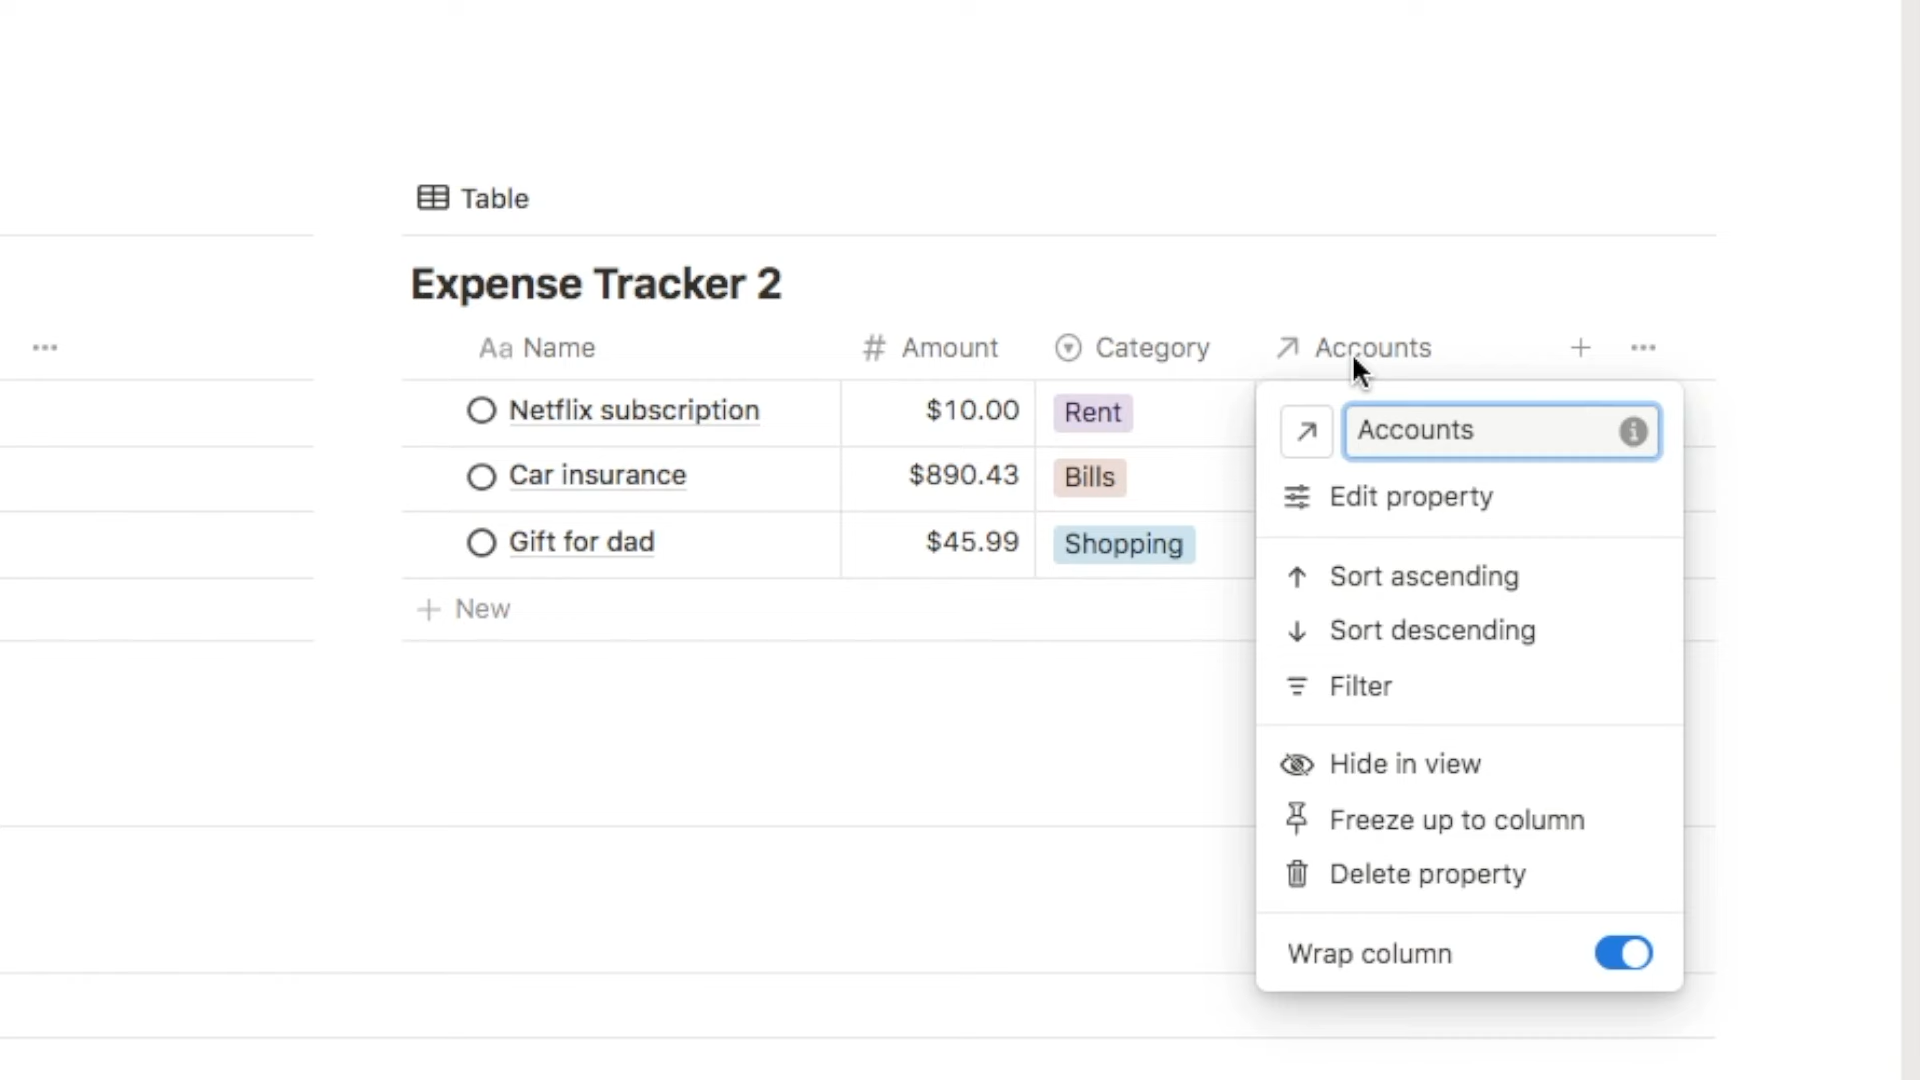 Table
Expense Tracker 2
Aa Name # Amount Category Accounts + ...
Netflix subscription $10.00 Rent
Car insurance $890.43 Bills
Gift for dad $45.99 Shopping
+ New
Accounts
Edit property
Sort ascending
Sort descending
Filter
Hide in view
Freeze up to column
Delete property
Wrap column